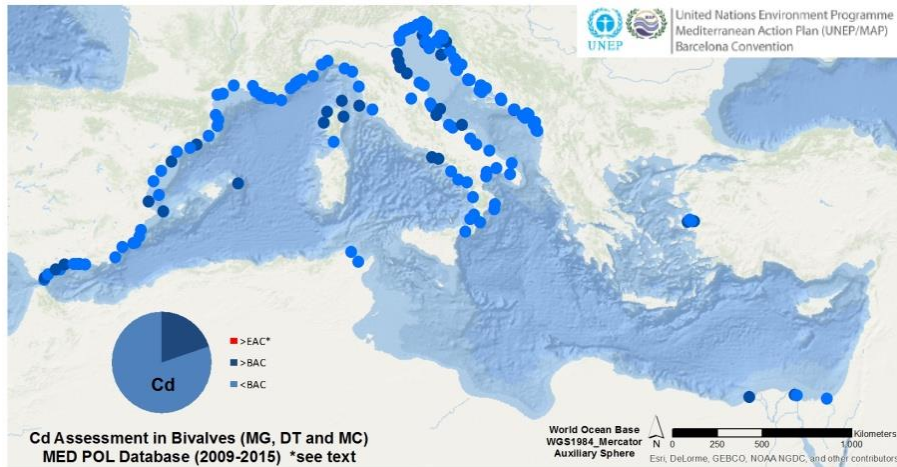 UNEP
United Nations Environment Programme
Mediterranean Action Plan (UNEP/MAP)
Barcelona Convention
Cd
>EAC*
>BAC
<BAC
Cd Assessment in Bivalves (MG, DT and MC)
MED POL Database (2009-2015) *see text
World Ocean Base
WGS1984_Mercator
Auxiliary Sphere
N
Kilometers
0 250 500 1,000
Esri, DeLorme, GEBCO, NOAA NGDC, and other contributors